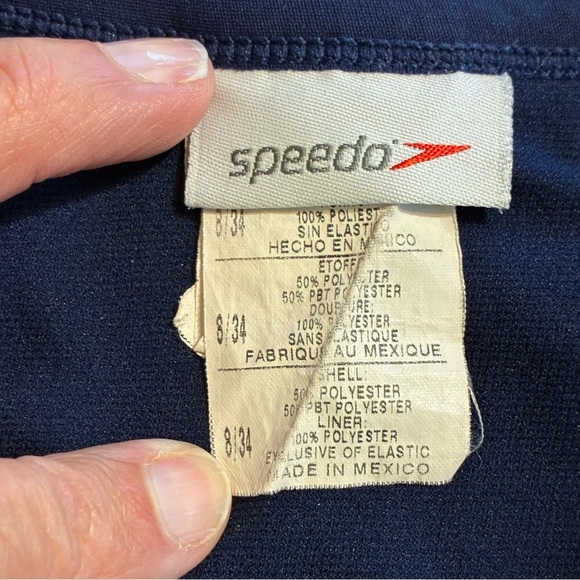 speedo
8/34
100% POLIEST
SIN ELASTICO
HECHO EN MEXICO
ETOFFE
50% POLYESTER
50% PBT POLYESTER
DOUBLURE:
8/34
100% POLYESTER
SANS ELASTIQUE
FABRIQUE AU MEXIQUE
SHELL:
50% POLYESTER
50% PBT POLYESTER
LINER:
8/34
100% POLYESTER
EXCLUSIVE OF ELASTIC
MADE IN MEXICO